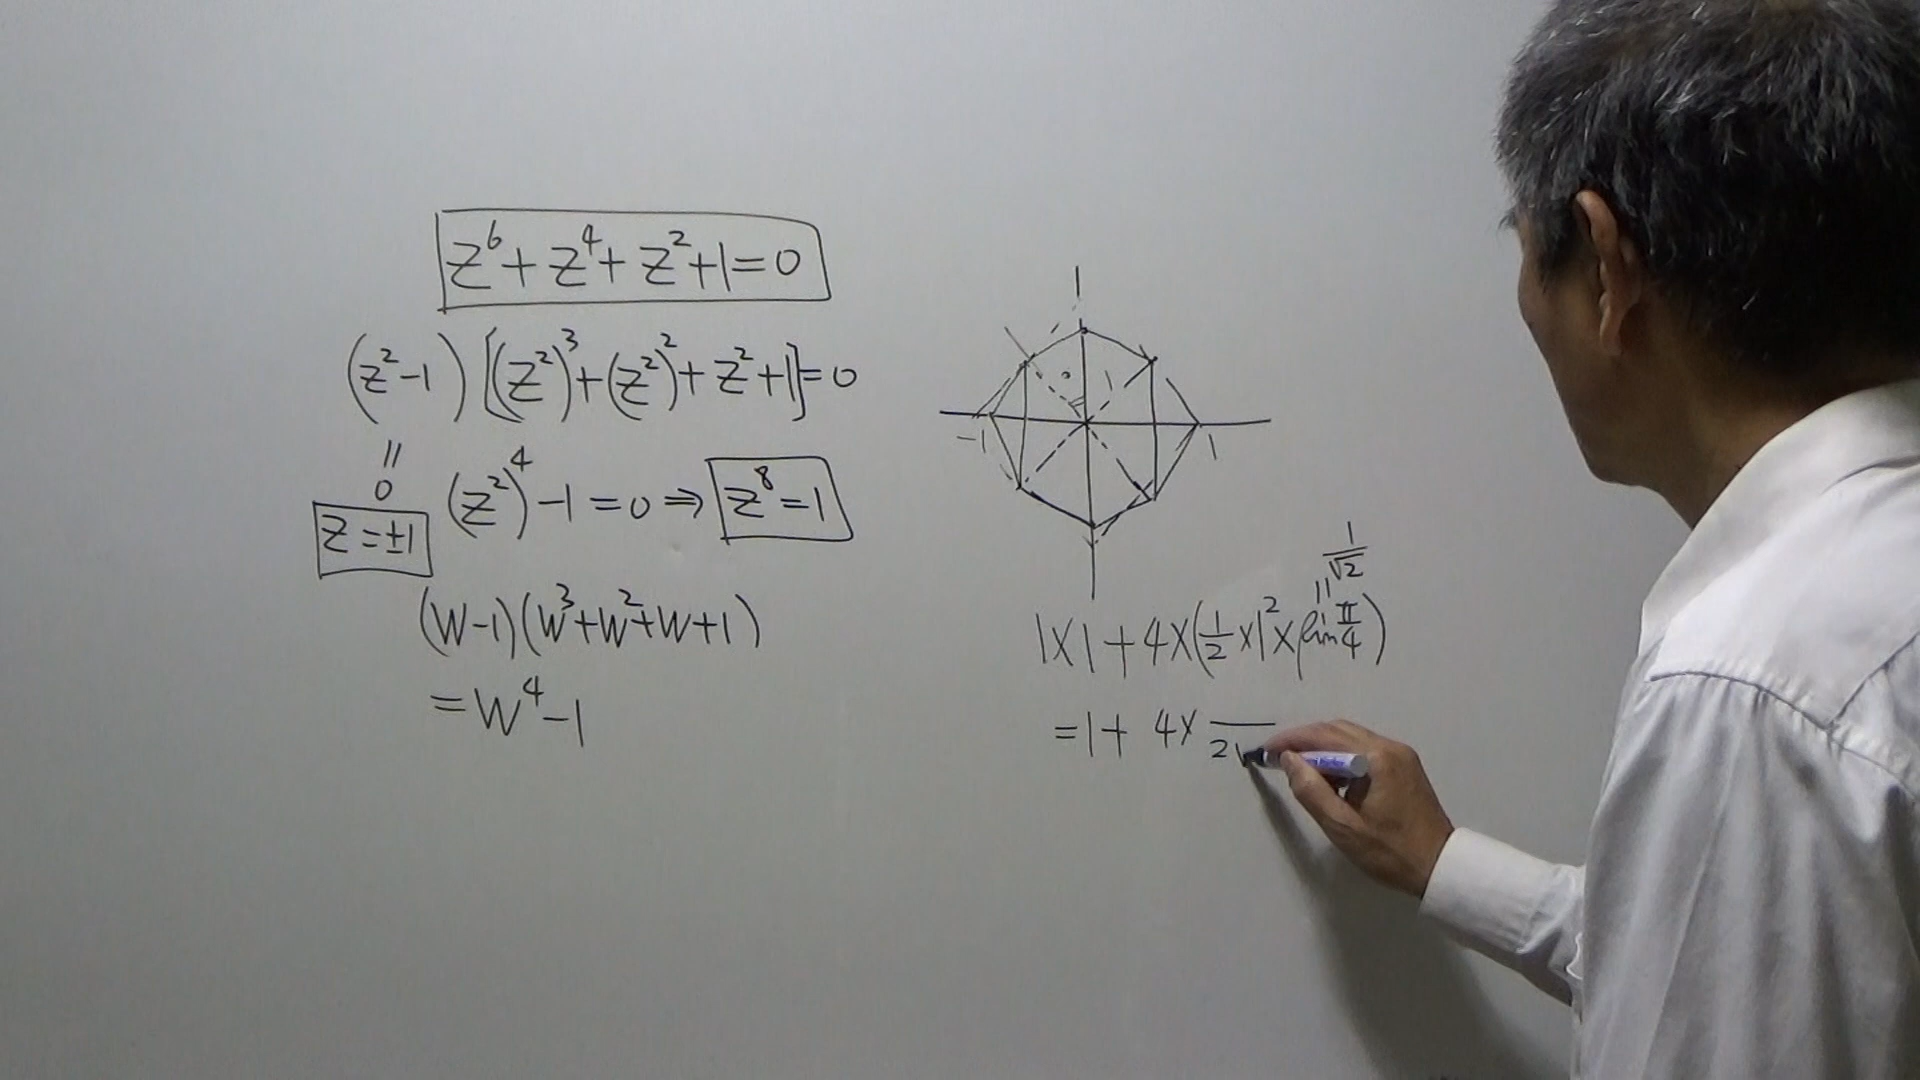 z⁶+z⁴+z²+1=0
(z²-1)[(z²)³+(z²)²+z²+1]=0
||
0
z=±1
(z²)⁴-1=0⇒z⁸=1
(w-1)(w³+w²+w+1)
=w⁴-1
1
-1
1
1/√2
||
1×1+4×(1/2×1²×sin π/4)
=1+4×—/2